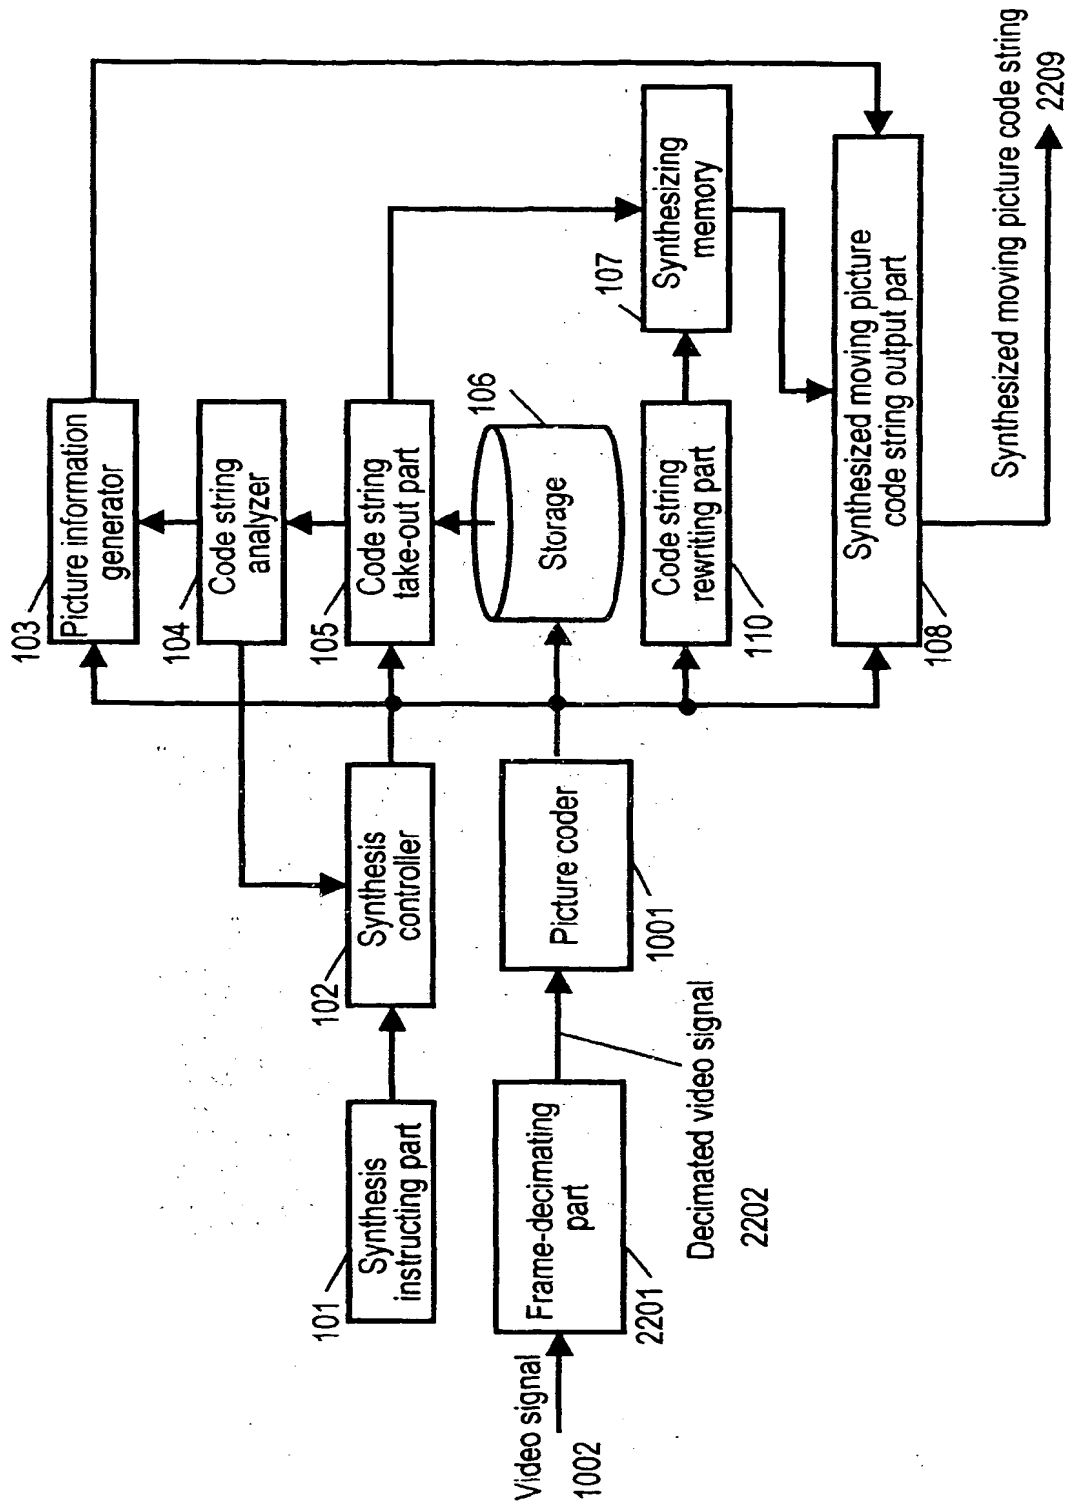 103
Picture information
generator
104
Code string
analyzer
105
Code string
take-out part
106
Storage
107
Synthesizing
memory
110
Code string
rewriting part
108
Synthesized moving picture
code string output part
Synthesized moving picture code string
2209
102
Synthesis
controller
101
Synthesis
instructing part
Picture coder
1001
Frame-decimating
part
2201
Decimated video signal
2202
Video signal
1002